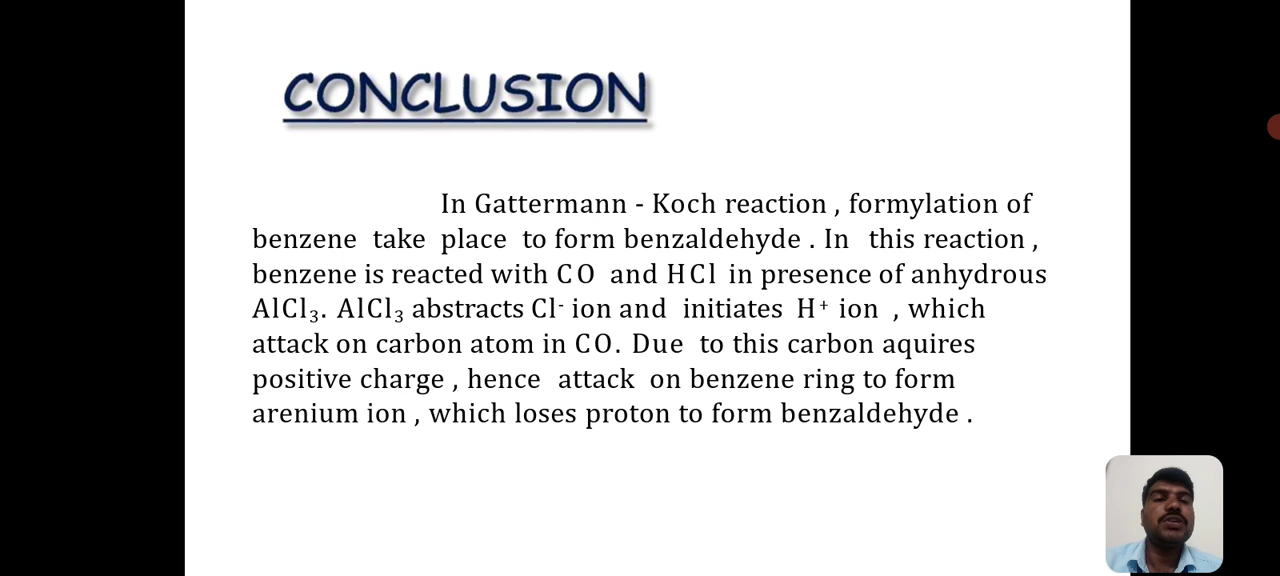 CONCLUSION
In Gattermann - Koch reaction , formylation of
benzene take place to form benzaldehyde . In this reaction ,
benzene is reacted with CO and HCl in presence of anhydrous
AlCl₃. AlCl₃ abstracts Cl⁻ ion and initiates H⁺ ion , which
attack on carbon atom in CO. Due to this carbon aquires
positive charge , hence attack on benzene ring to form
arenium ion , which loses proton to form benzaldehyde .